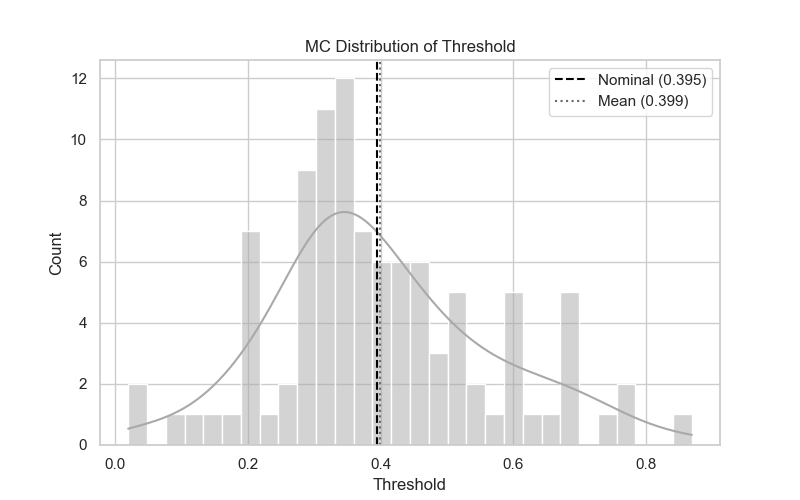 MC Distribution of Threshold
Nominal (0.395)
Mean (0.399)
Count
12
10
8
6
4
2
0
0.0 0.2 0.4 0.6 0.8
Threshold